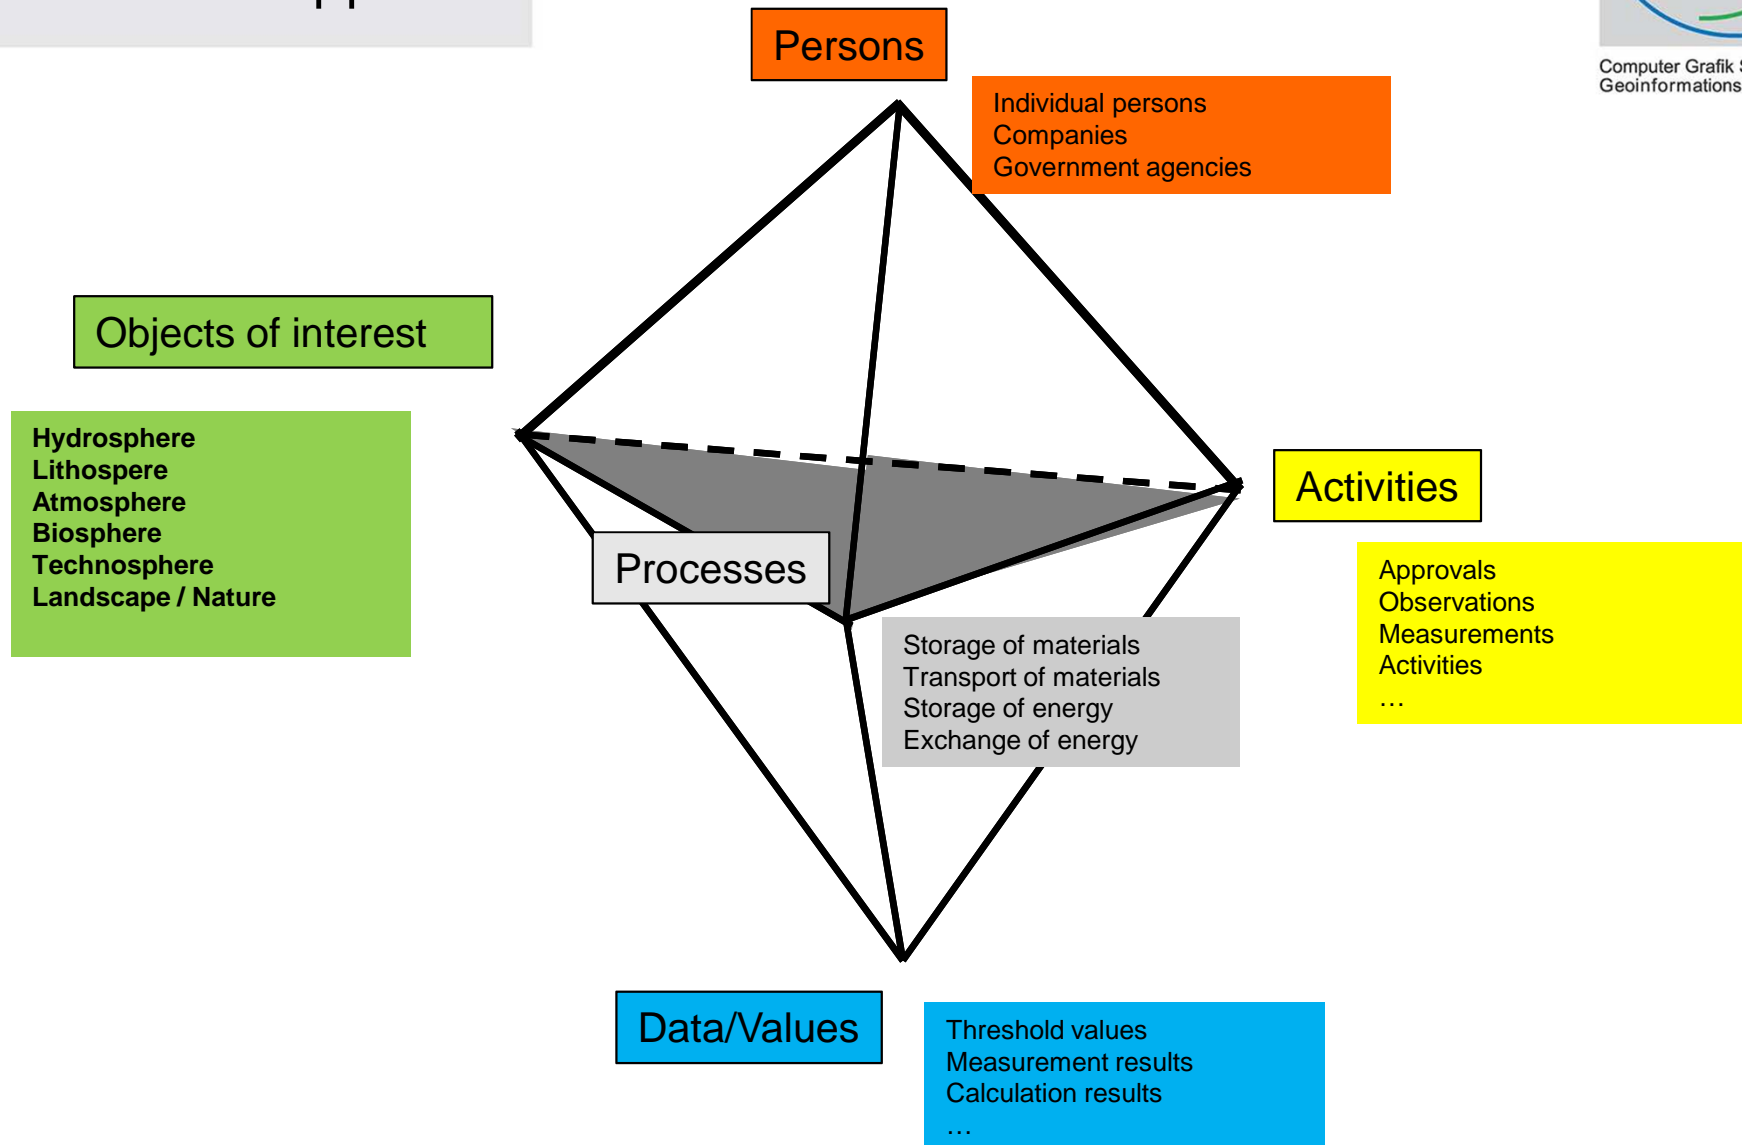 Persons
Computer Grafik
Geoinformations
Individual persons
Companies
Government agencies
Objects of interest
Hydrosphere
Lithospere
Atmosphere
Biosphere
Technosphere
Landscape / Nature
Activities
Processes
Approvals
Observations
Measurements
Activities
…
Storage of materials
Transport of materials
Storage of energy
Exchange of energy
Data/Values
Threshold values
Measurement results
Calculation results
…